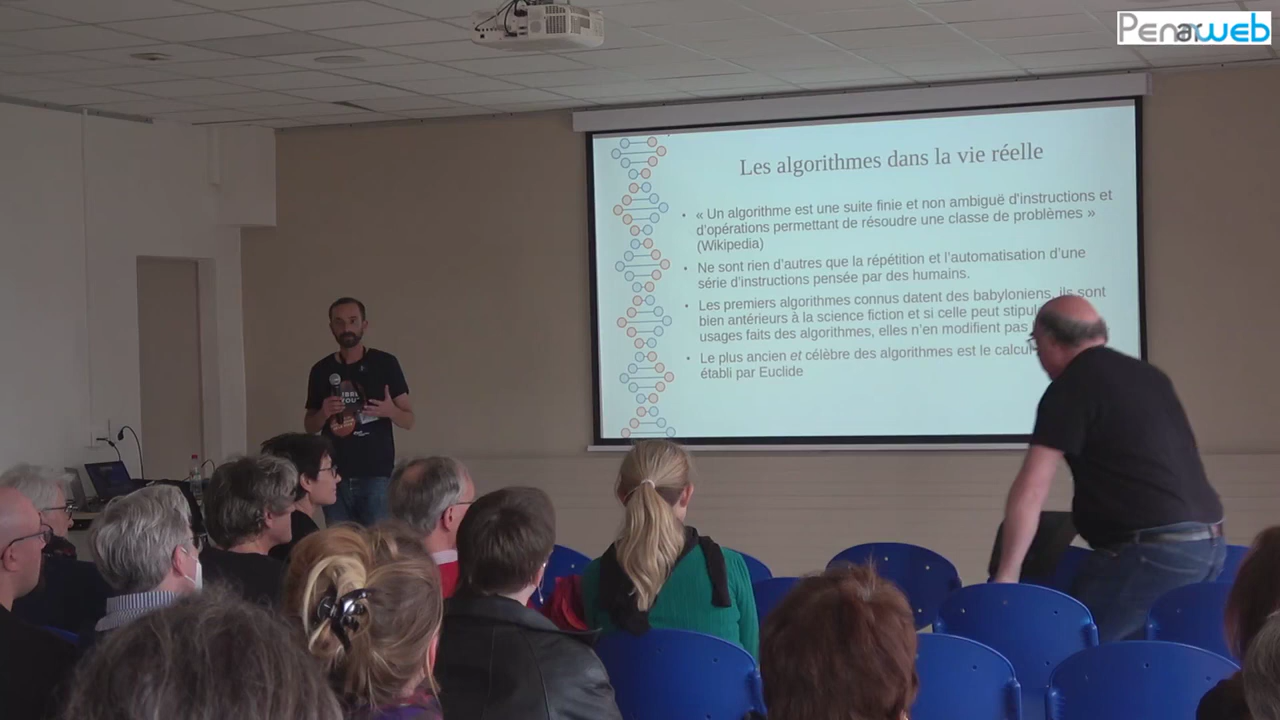 Penarweb
Les algorithmes dans la vie réelle
• « Un algorithme est une suite finie et non ambiguë d'instructions et
d'opérations permettant de résoudre une classe de problèmes »
(Wikipedia)
• Ne sont rien d'autres que la répétition et l'automatisation d'une
série d'instructions pensée par des humains.
• Les premiers algorithmes connus datent des babyloniens, ils sont
bien antérieurs à la science fiction et si celle peut
usages faits des algorithmes, elles n'en modifient pas
• Le plus ancien et célèbre des algorithmes est le calcul
établi par Euclide